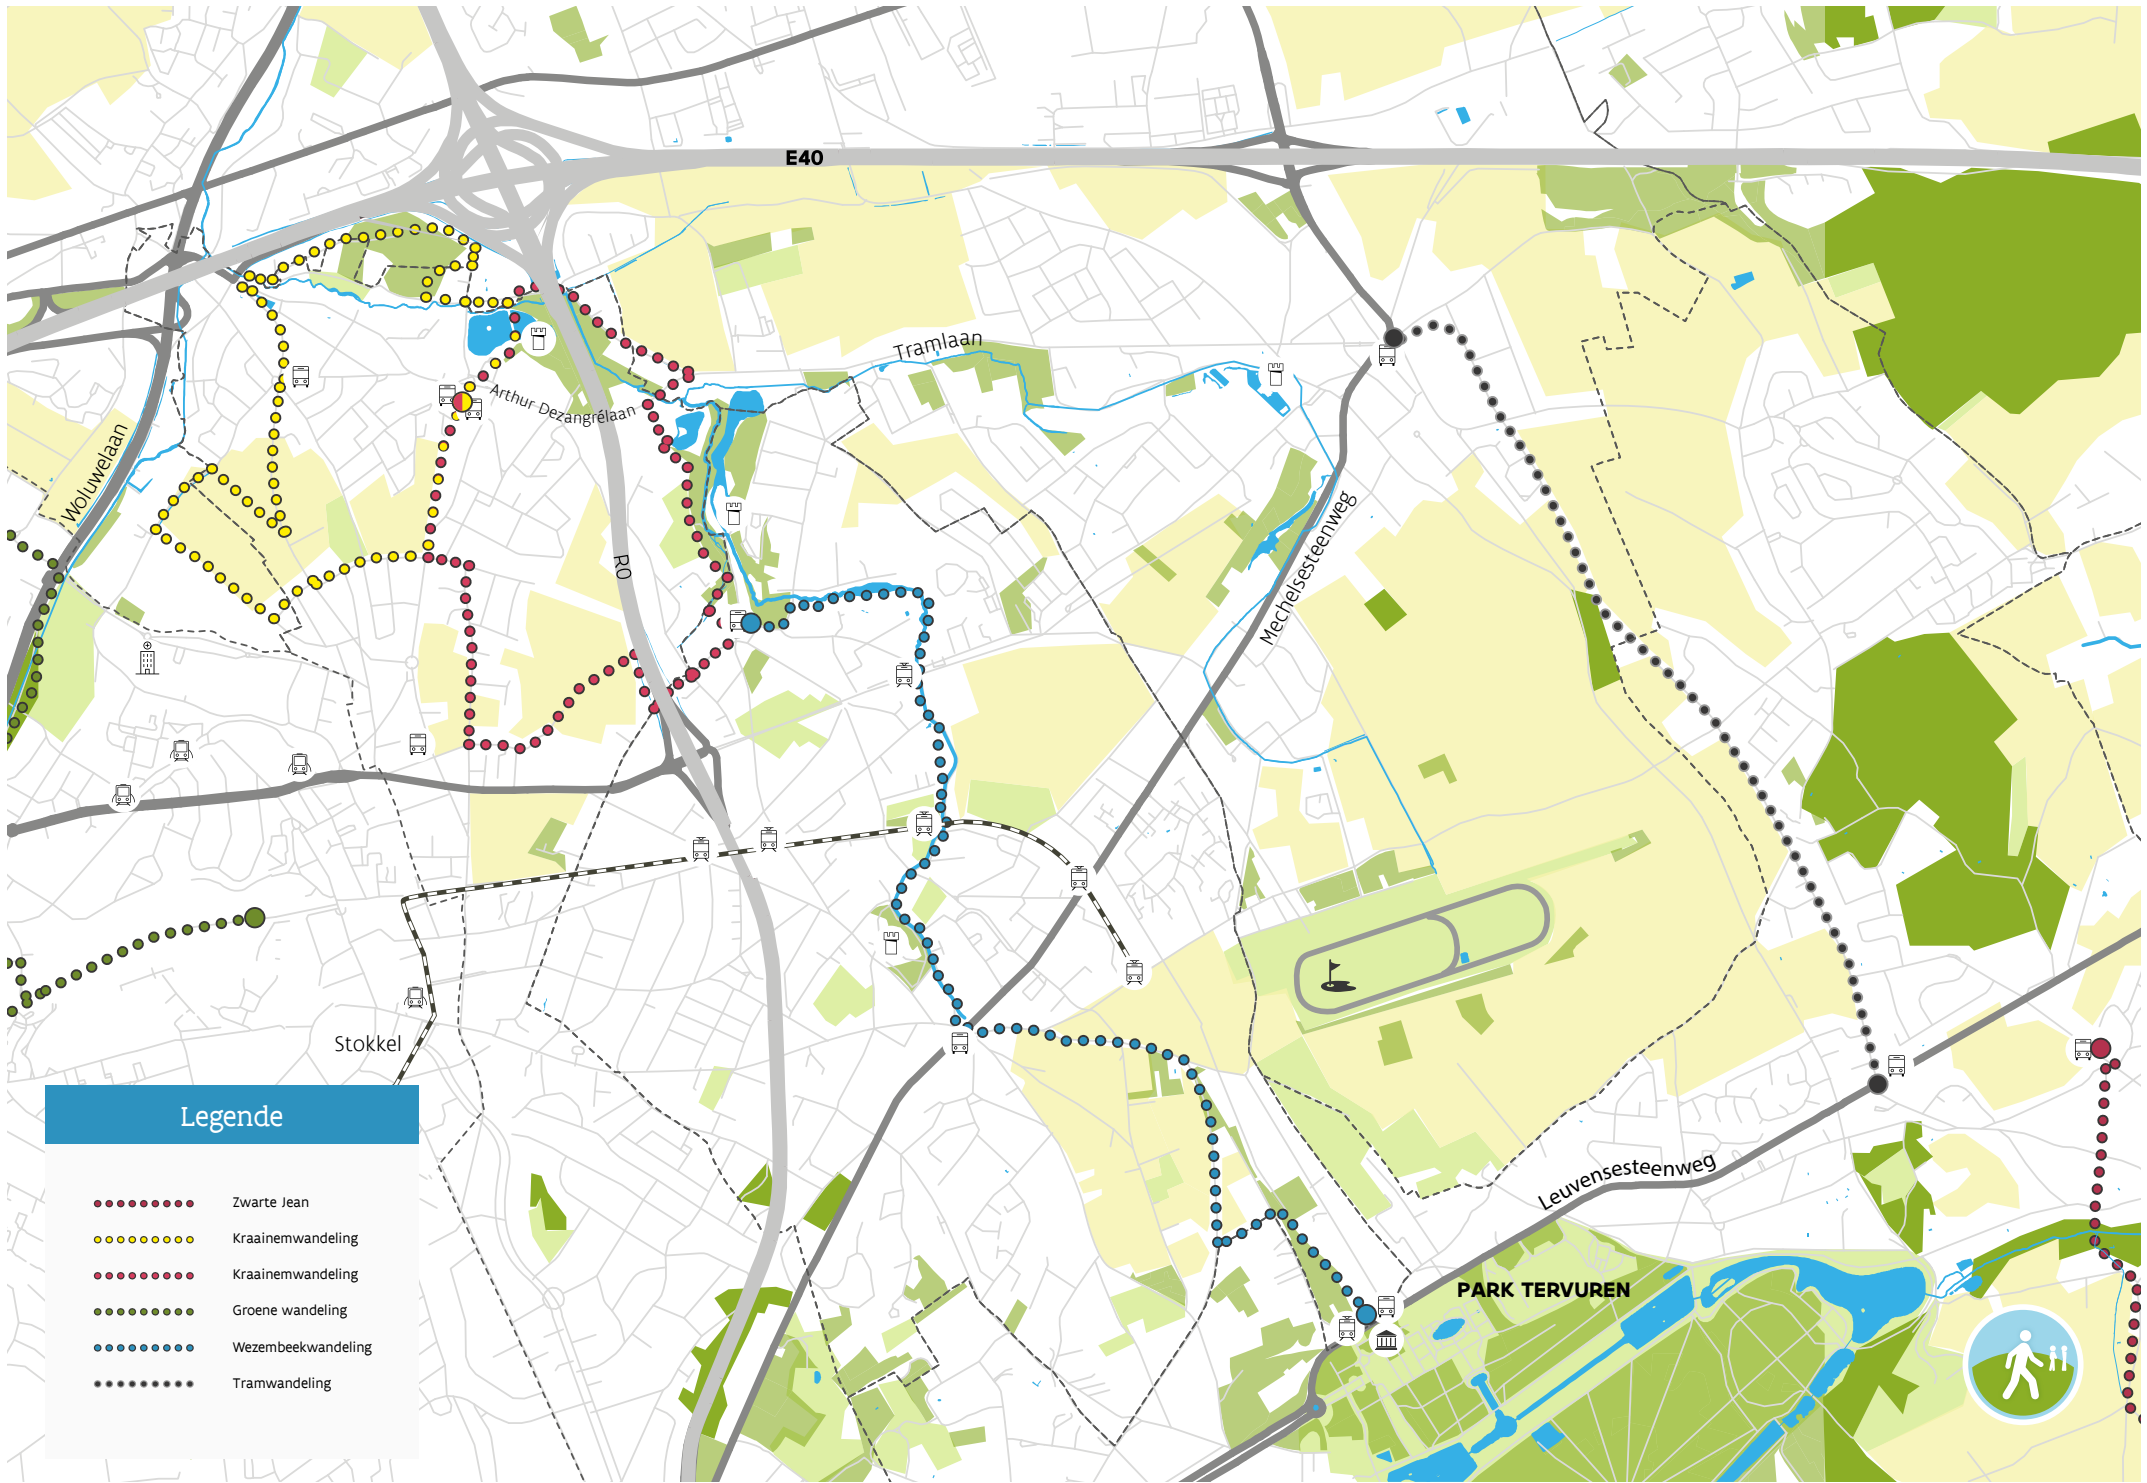 E40
Tramlaan
Arthur Dezangrélaan
Woluwelaan
Mechelsesteenweg
R0
Stokkel
Leuvensesteenweg
PARK TERVUREN
Legende
Zwarte Jean
Kraainemwandeling
Kraainemwandeling
Groene wandeling
Wezembeekwandeling
Tramwandeling